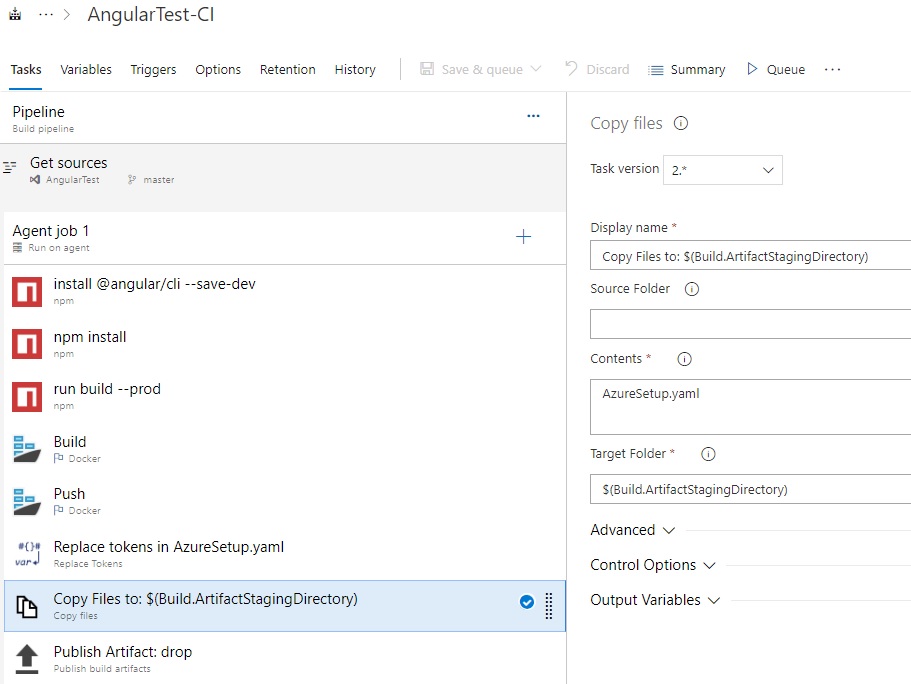 ··· > AngularTest-CI
Tasks Variables Triggers Options Retention History Save & queue Discard Summary Queue ···
Pipeline ···
Build pipeline
Get sources
AngularTest master
Agent job 1
Run on agent
install @angular/cli --save-dev
npm
npm install
npm
run build --prod
npm
Build
Docker
Push
Docker
#{}#
var
Replace tokens in AzureSetup.yaml
Replace Tokens
Copy Files to: $(Build.ArtifactStagingDirectory)
Copy files
Publish Artifact: drop
Publish build artifacts
Copy files
Task version 2.*
Display name *
Copy Files to: $(Build.ArtifactStagingDirectory)
Source Folder
Contents *
AzureSetup.yaml
Target Folder *
$(Build.ArtifactStagingDirectory)
Advanced
Control Options
Output Variables